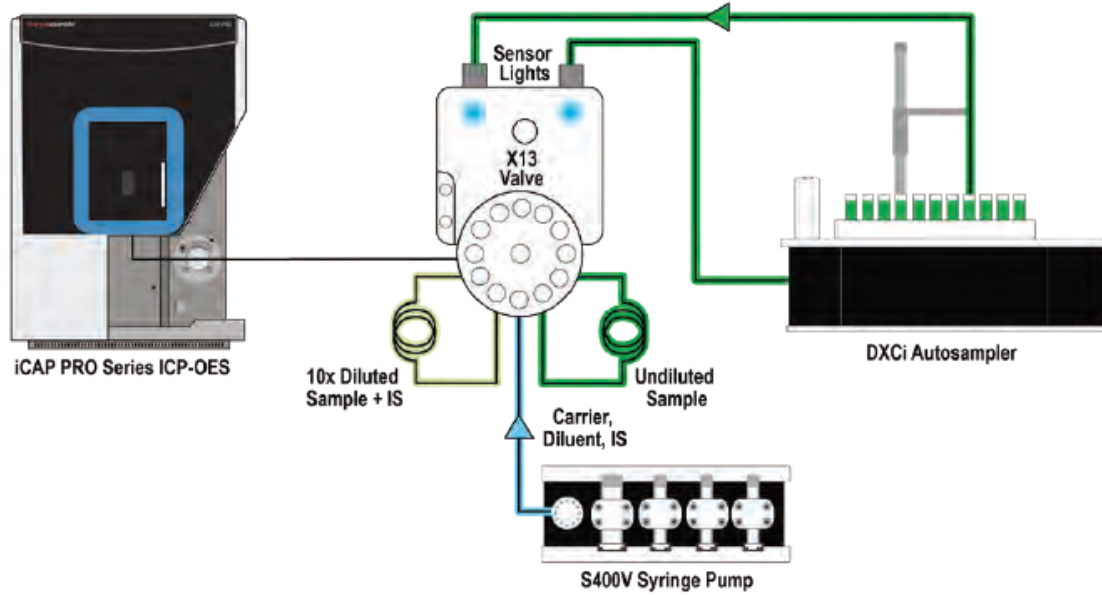 Sensor
Lights
X13
Valve
iCAP PRO Series ICP-OES
10x Diluted
Sample + IS
Undiluted
Sample
DXCi Autosampler
Carrier,
Diluent, IS
S400V Syringe Pump